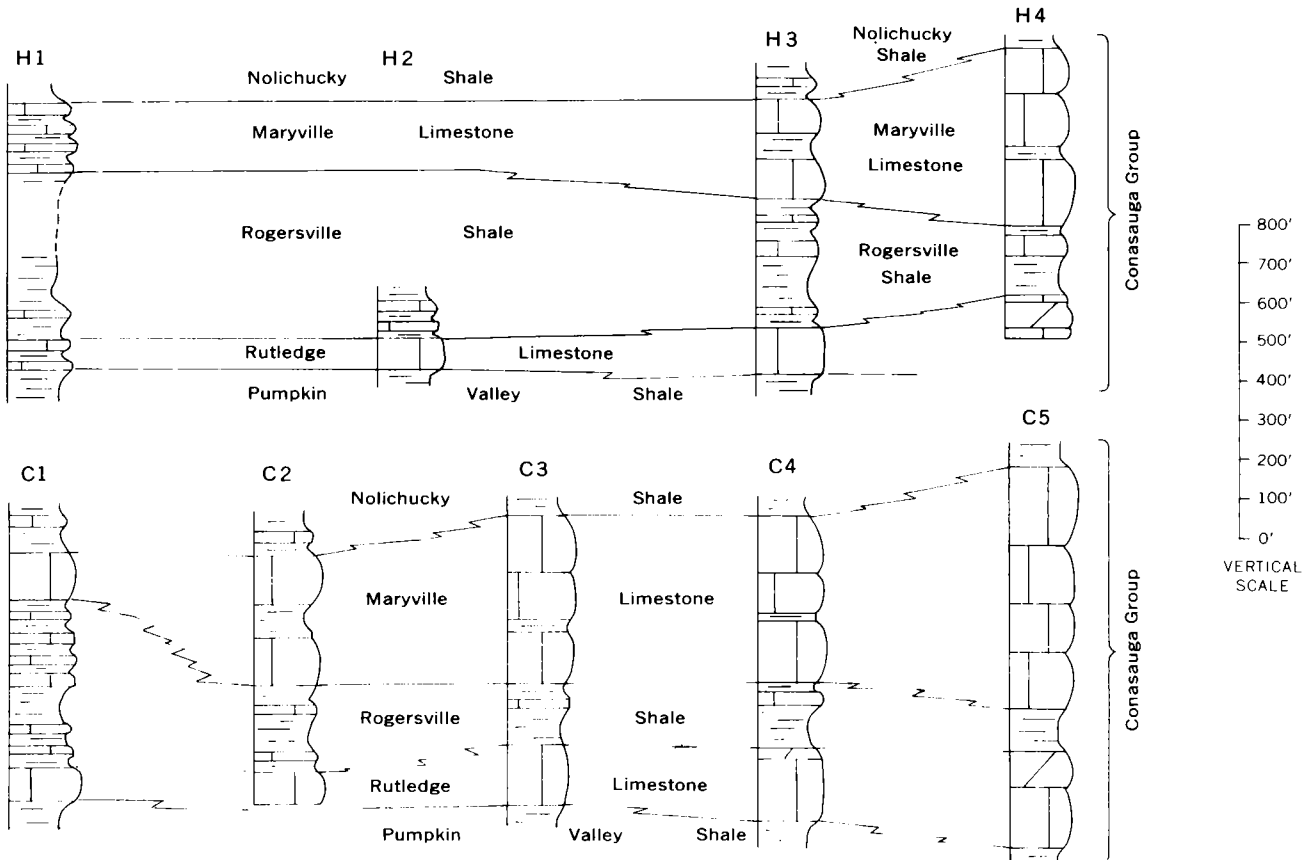 H1
H2
H3
H4
Nolichucky Shale
Nolichucky
Shale
Maryville Limestone
Maryville
Limestone
Rogersville Shale
Rogersville
Shale
Rutledge Limestone
Pumpkin Valley Shale
Conasauga Group
800'
700'
600'
500'
400'
300'
200'
100'
0'
VERTICAL
SCALE
C1
C2
C3
C4
C5
Nolichucky Shale
Maryville Limestone
Rogersville Shale
Rutledge Limestone
Pumpkin Valley Shale
Conasauga Group